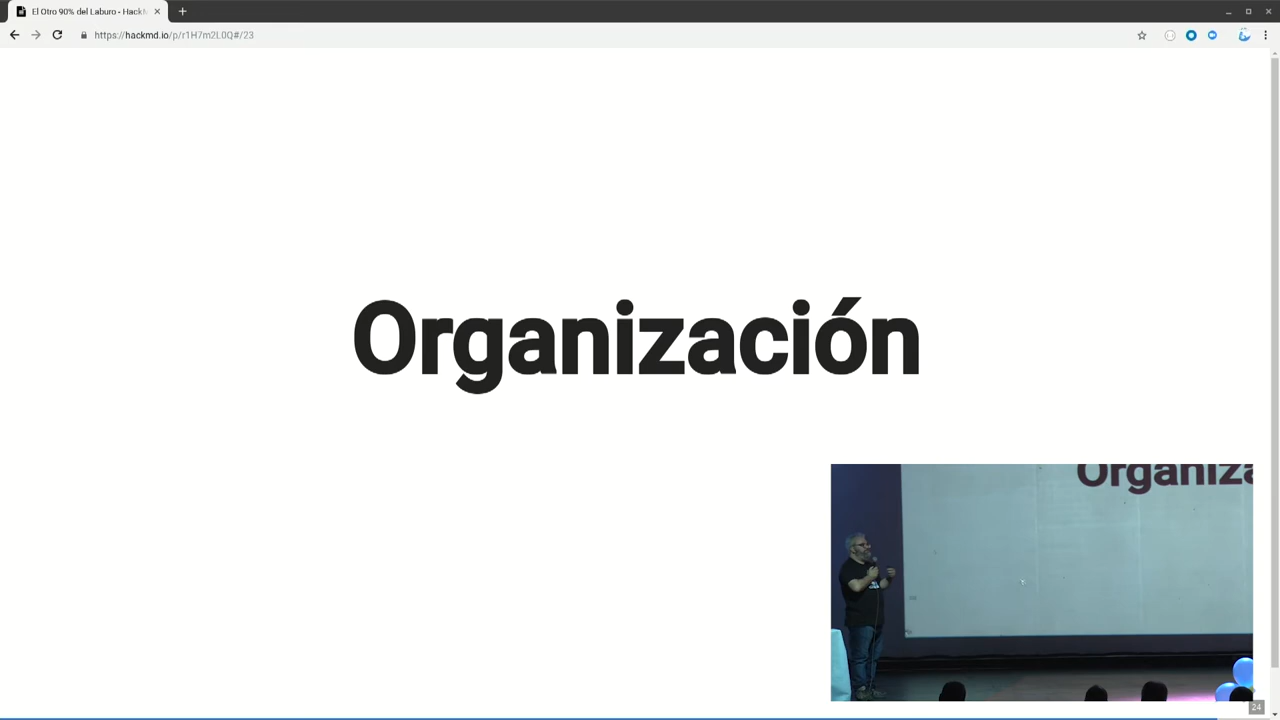 El Otro 90% del Laburo - Hack
https://hackmd.io/p/r1H7m2L0Q#/23
Organización
Organiza
24